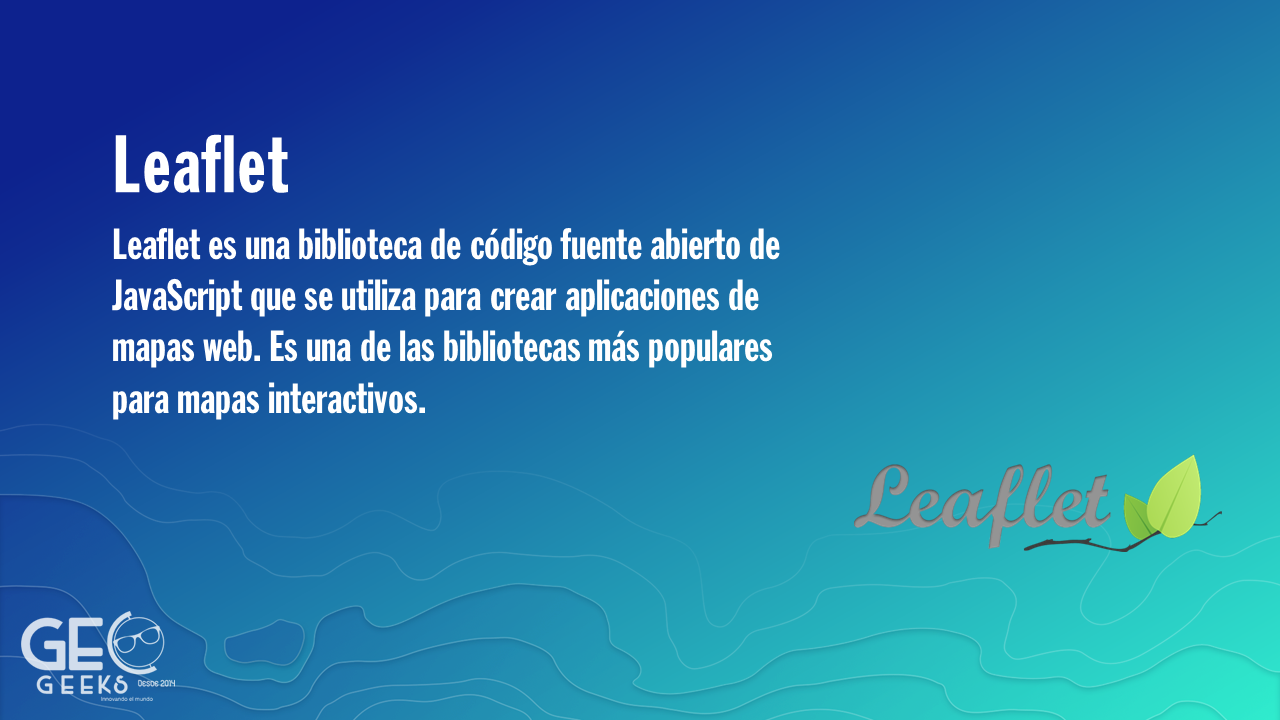 Leaflet
Leaflet es una biblioteca de código fuente abierto de
JavaScript que se utiliza para crear aplicaciones de
mapas web. Es una de las bibliotecas más populares
para mapas interactivos.
Leaflet
GEO
GEEKS Desde 2014
Innovando el mundo